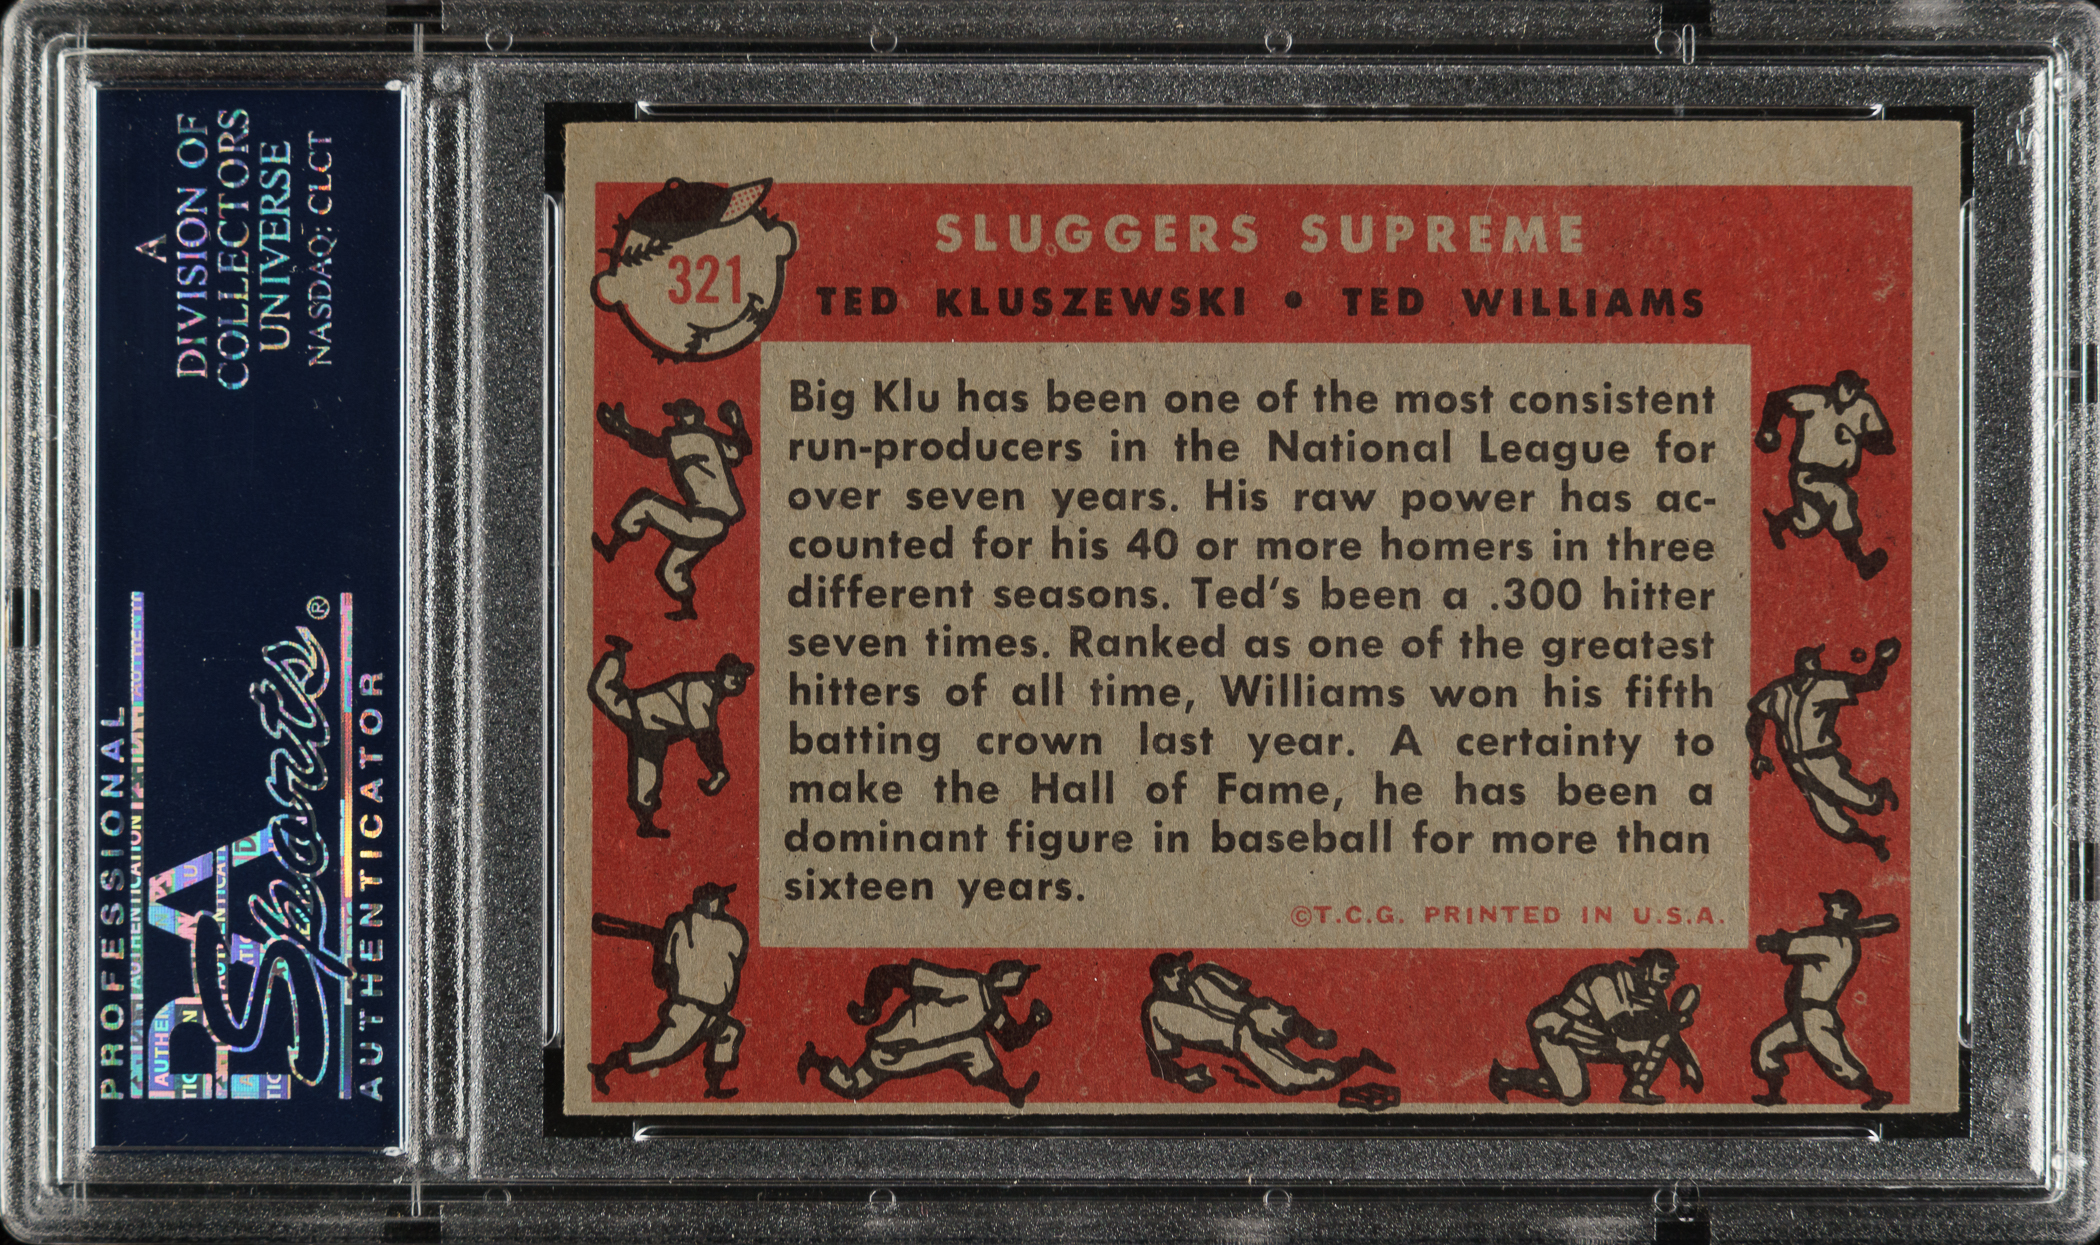 A
DIVISION OF
COLLECTORS
UNIVERSE
NASDAQ: CLCT
PROFESSIONAL
PSA
Sports®
AUTHENTICATOR
321
SLUGGERS SUPREME
TED KLUSZEWSKI • TED WILLIAMS
Big Klu has been one of the most consistent
run-producers in the National League for
over seven years. His raw power has ac-
counted for his 40 or more homers in three
different seasons. Ted's been a .300 hitter
seven times. Ranked as one of the greatest
hitters of all time, Williams won his fifth
batting crown last year. A certainty to
make the Hall of Fame, he has been a
dominant figure in baseball for more than
sixteen years.
©T.C.G. PRINTED IN U.S.A.